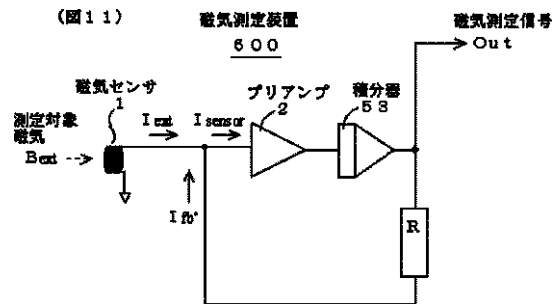 (図11)
磁気測定装置
600
磁気測定信号
Out
磁気センサ
1
測定対象
磁気
Bext
Iext
Isensor
プリアンプ
2
積分器
53
Ifb'
R